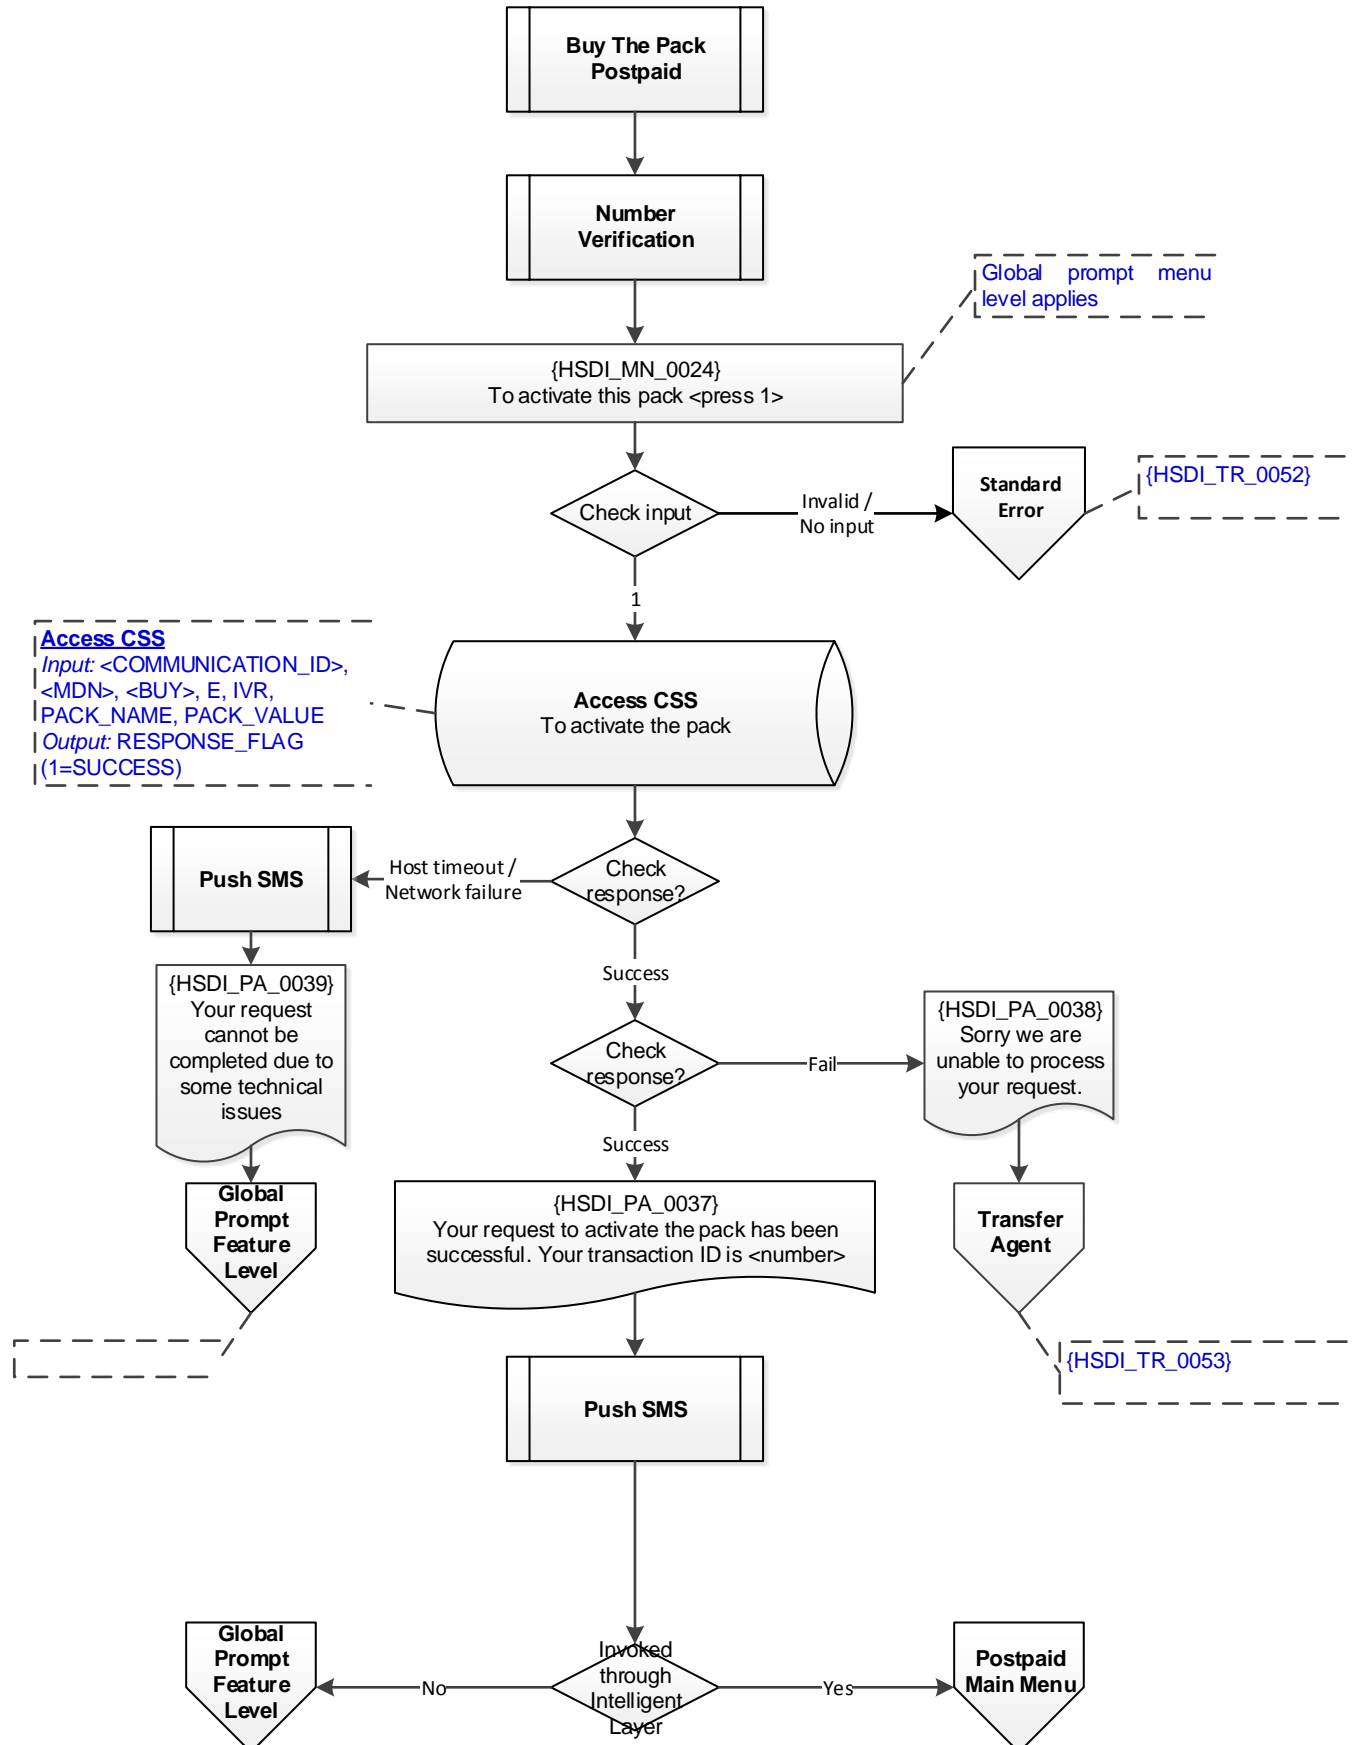 Buy The Pack
Postpaid
Number
Verification
Global prompt menu
level applies
{HSDI_MN_0024}
To activate this pack <press 1>
Check input
Invalid /
No input
Standard
Error
{HSDI_TR_0052}
1
Access CSS
Input: <COMMUNICATION_ID>,
<MDN>, <BUY>, E, IVR,
PACK_NAME, PACK_VALUE
Output: RESPONSE_FLAG
(1=SUCCESS)
Access CSS
To activate the pack
Push SMS
Host timeout /
Network failure
Check
response?
{HSDI_PA_0039}
Your request
cannot be
completed due to
some technical
issues
Success
Check
response?
Fail
{HSDI_PA_0038}
Sorry we are
unable to process
your request.
Success
Global
Prompt
Feature
Level
{HSDI_PA_0037}
Your request to activate the pack has been
successful. Your transaction ID is <number>
Transfer
Agent
{HSDI_TR_0053}
Push SMS
Global
Prompt
Feature
Level
No
Invoked
through
Intelligent
Layer
Yes
Postpaid
Main Menu